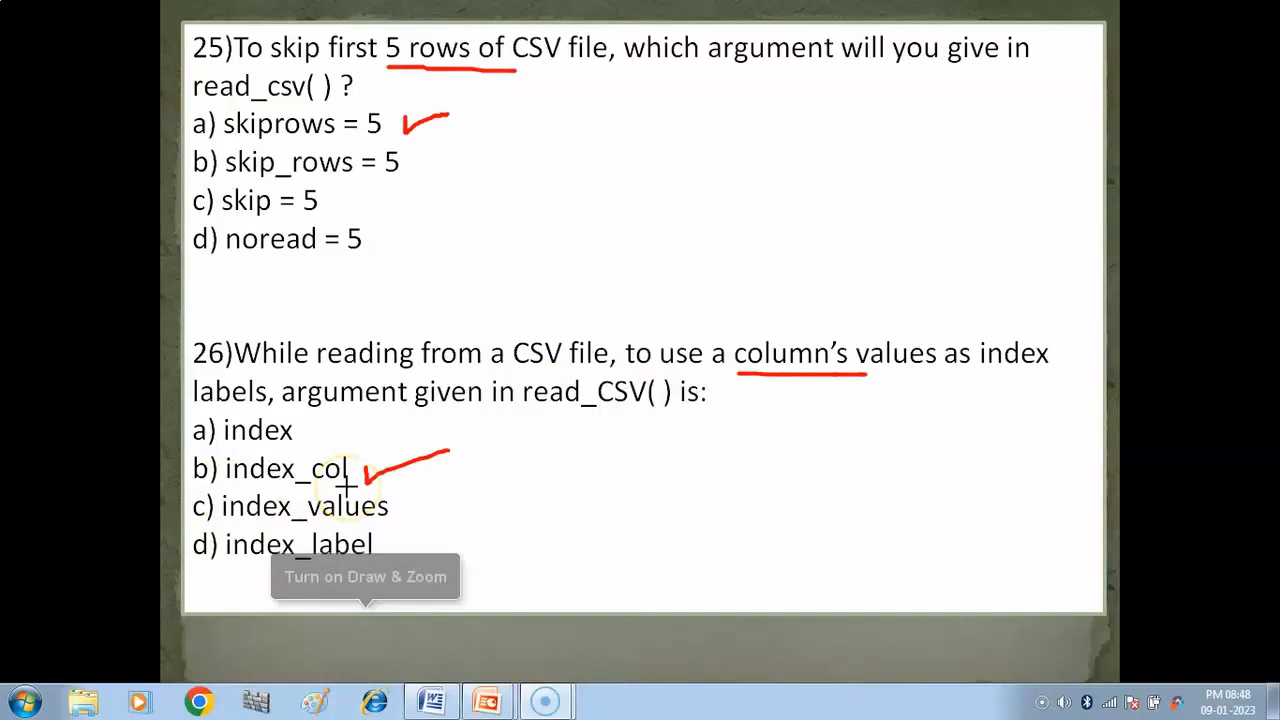 25)To skip first 5 rows of CSV file, which argument will you give in
read_csv( ) ?
a) skiprows = 5
b) skip_rows = 5
c) skip = 5
d) noread = 5
26)While reading from a CSV file, to use a column’s values as index
labels, argument given in read_CSV( ) is:
a) index
b) index_col
c) index_values
d) index_label
Turn on Draw & Zoom
PM 08:48
09-01-2023